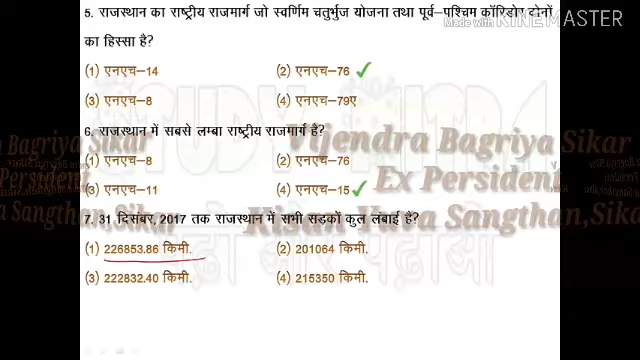 Made with KINEMASTER
5. राजस्थान का राष्ट्रीय राजमार्ग जो स्वर्णिम चतुर्भुज योजना तथा पूर्व–पश्चिम कॉरिडोर दोनों
का हिस्सा है?
(1) एनएच–14 (2) एनएच–76
(3) एनएच–8 (4) एनएच–79ए
6. राजस्थान में सबसे लम्बा राष्ट्रीय राजमार्ग है?
(1) एनएच–8 (2) एनएच–76
(3) एनएच–11 (4) एनएच–15
7. 31 दिसंबर, 2017 तक राजस्थान में सभी सड़कों कुल लंबाई है?
(1) 226853.86 किमी. (2) 201064 किमी.
(3) 222832.40 किमी. (4) 215350 किमी.
Vijendra Bagriya Sikar
Ex Persident
Sangthan,Sikar